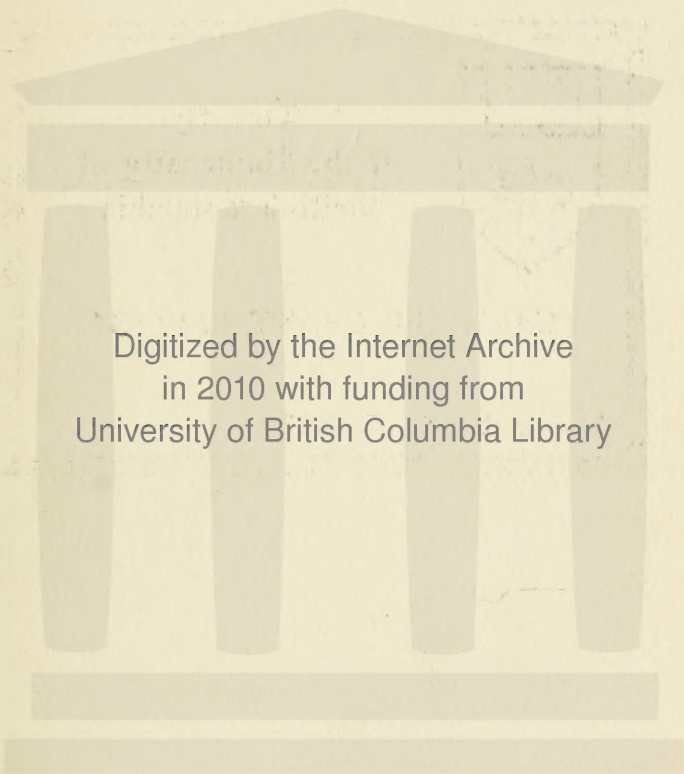 Digitized by the Internet Archive
in 2010 with funding from
University of British Columbia Library